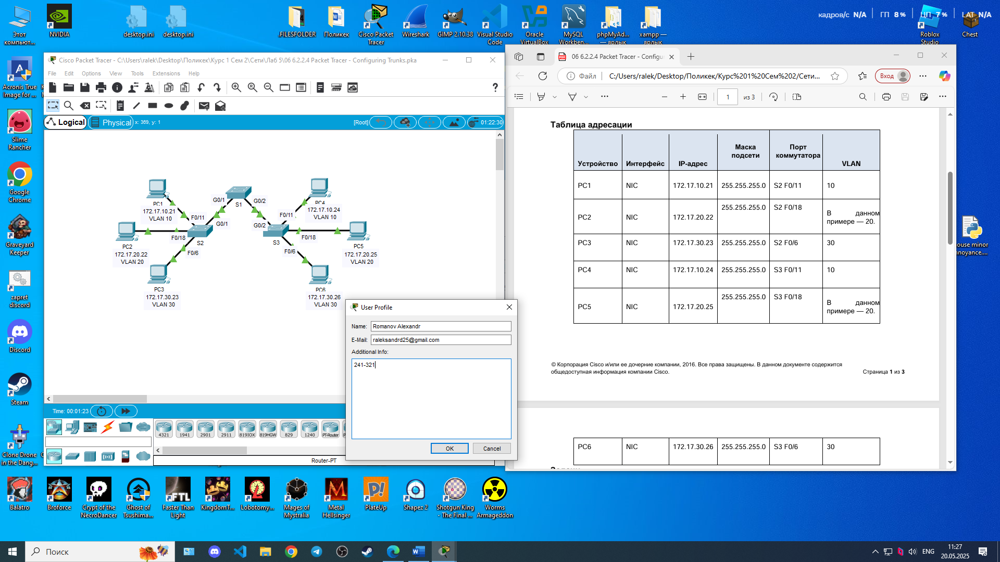 Этот
компьют...
NVIDIA
desktop.ini
desktop.ini
.FILESFOLDER
Поликек
Cisco Packet
Tracer
Wireshark
GIMP 2.10.38
Visual Studio
Code
Oracle
VirtualBox
MySQL
Workben...
phpMyAd...
— ярлык
xampp —
ярлык
кадров/с N/A ГП 8 % ЦП 7 % LAT N/A
Roblox
Studio
Chest
Acronis True
Image for ...
Slime
Rancher
Google
Chrome
Graveyard
Keeper
zapret
discord
Discord
Steam
Clone Drone
in the Dang...
Cisco Packet Tracer - C:\Users\ralek\Desktop\Поликек\Курс 1 Сем 2\Сети\Лаб 5\06 6.2.2.4 Packet Tracer - Configuring Trunks.pka
File Edit Options View Tools Extensions Help
Logical Physical x: 369, y: 1 [Root] 01:22:30
PC1
172.17.10.21
VLAN 10
F0/11
G0/1
S1
G0/2
G0/1
G0/2
F0/11
PC4
172.17.10.24
VLAN 10
PC2
172.17.20.22
VLAN 20
F0/18
S2
F0/6
S3
F0/18
F0/6
PC5
172.17.20.25
VLAN 20
PC3
172.17.30.23
VLAN 30
PC6
172.17.30.26
VLAN 30
Time: 00:01:23
4321 1941 2901 2911 819IOX 819HGW 829 1240 PT-Router
Router-PT
User Profile
Name: Romanov Alexandr
E-Mail: raleksandrd25@gmail.com
Additional Info:
241-321
OK Cancel
06 6.2.2.4 Packet Tracer - Configu
Файл C:/Users/ralek/Desktop/Поликек/Курс%201%20Сем%202/Сети...
Вход
1 из 3
Таблица адресации
Устройство Интерфейс IP-адрес Маска подсети Порт коммутатора VLAN
PC1 NIC 172.17.10.21 255.255.255.0 S2 F0/11 10
PC2 NIC 172.17.20.22 255.255.255.0 S2 F0/18 В данном примере — 20.
PC3 NIC 172.17.30.23 255.255.255.0 S2 F0/6 30
PC4 NIC 172.17.10.24 255.255.255.0 S3 F0/11 10
PC5 NIC 172.17.20.25 255.255.255.0 S3 F0/18 В данном примере — 20.
© Корпорация Cisco и/или ее дочерние компании, 2016. Все права защищены. В данном документе содержится
общедоступная информация компании Cisco.
Страница 1 из 3
PC6 NIC 172.17.30.26 255.255.255.0 S3 F0/6 30
ouse minor
nnoyance....
Balatro
Broforce
Crypt of the
NecroDancer
Ghost of
Tsushima...
Faster Than
Light
KingdomT...
Lobotomy...
Mages of
Mystralia
Metal
Hellsinger
PlateUp
Shapez 2
Shotgun King
- The Final ...
Worms
Armageddon
Поиск
ENG
11:27
20.05.2025